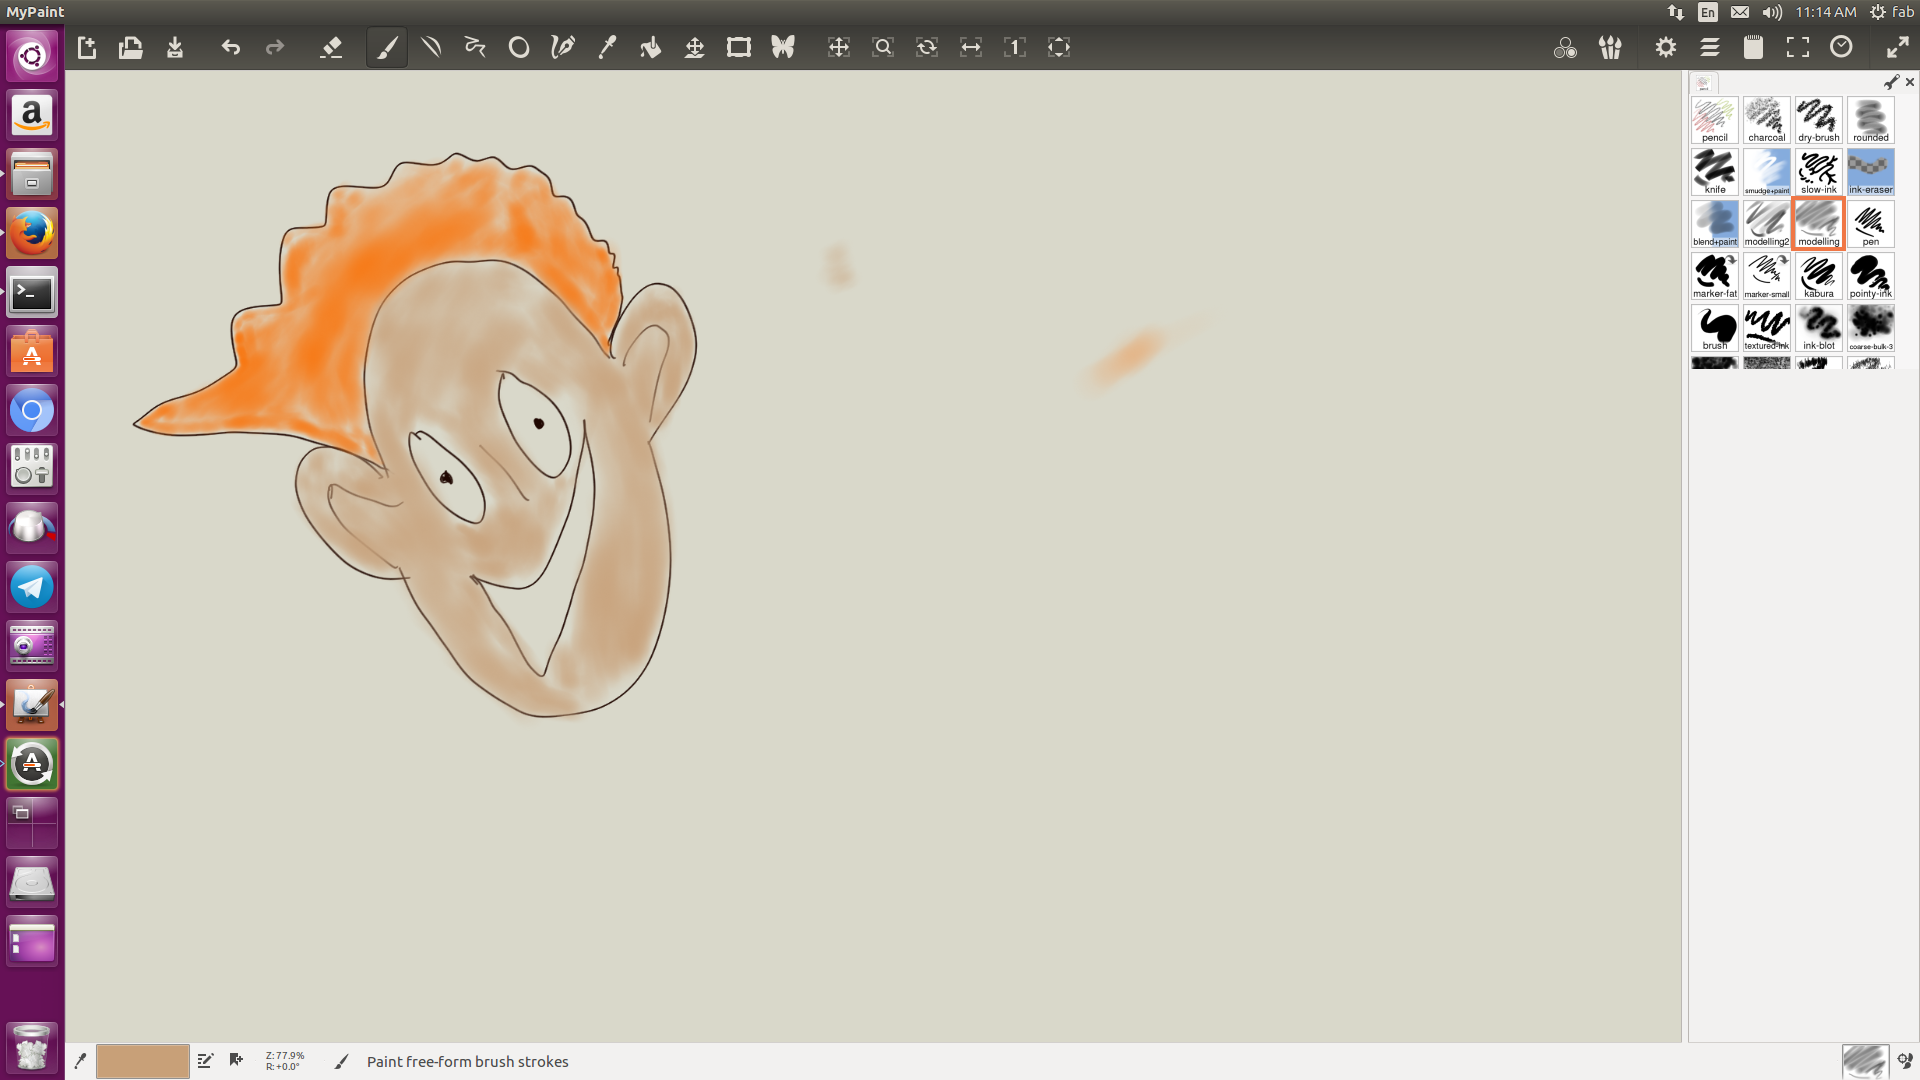 MyPaint
En
11:14 AM
fab
pencil
charcoal
dry-brush
rounded
knife
smudge+paint
slow-ink
ink-eraser
blend+paint
modelling2
modelling
pen
marker-fat
marker-small
kabura
pointy-ink
brush
textured-ink
ink-blot
coarse-bulk-3
Z: 77.9%
R: +0.0°
Paint free-form brush strokes